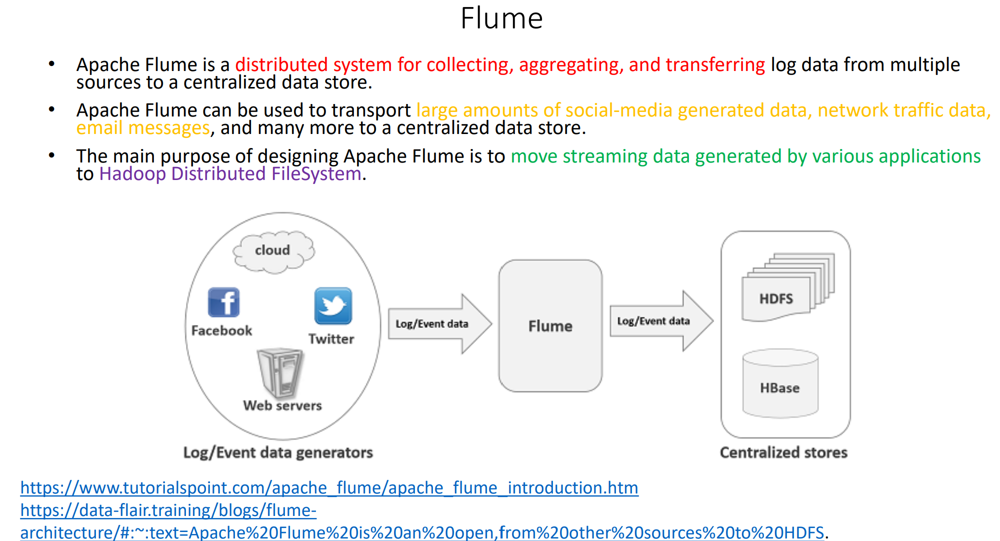 Flume
• Apache Flume is a distributed system for collecting, aggregating, and transferring log data from multiple
sources to a centralized data store.
• Apache Flume can be used to transport large amounts of social-media generated data, network traffic data,
email messages, and many more to a centralized data store.
• The main purpose of designing Apache Flume is to move streaming data generated by various applications
to Hadoop Distributed FileSystem.
cloud
Facebook
Twitter
Web servers
Log/Event data generators
Log/Event data
Flume
Log/Event data
HDFS
HBase
Centralized stores
https://www.tutorialspoint.com/apache_flume/apache_flume_introduction.htm
https://data-flair.training/blogs/flume-
architecture/#:~:text=Apache%20Flume%20is%20an%20open,from%20other%20sources%20to%20HDFS.